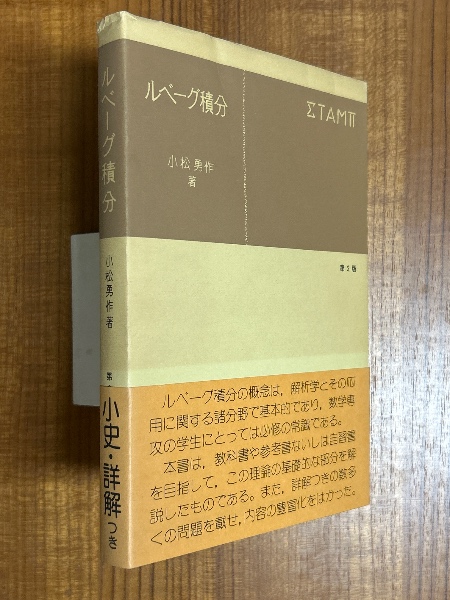 ルベーグ積分
小松勇作著
第
小史・詳解つき
ルベーグ積分
ΣTAMΠ
小松勇作
著
第2版
ルベーグ積分の概念は，解析学とその応
用に関する諸分野で基本的であり，数学専
攻の学生にとっては必修の常識である。
本書は，教科書や参考書ないしは自習書
を目指して，この理論の基礎的な部分を解
説したものである。また，詳解つきの数多
くの問題を載せ，内容の豊富化をはかった。